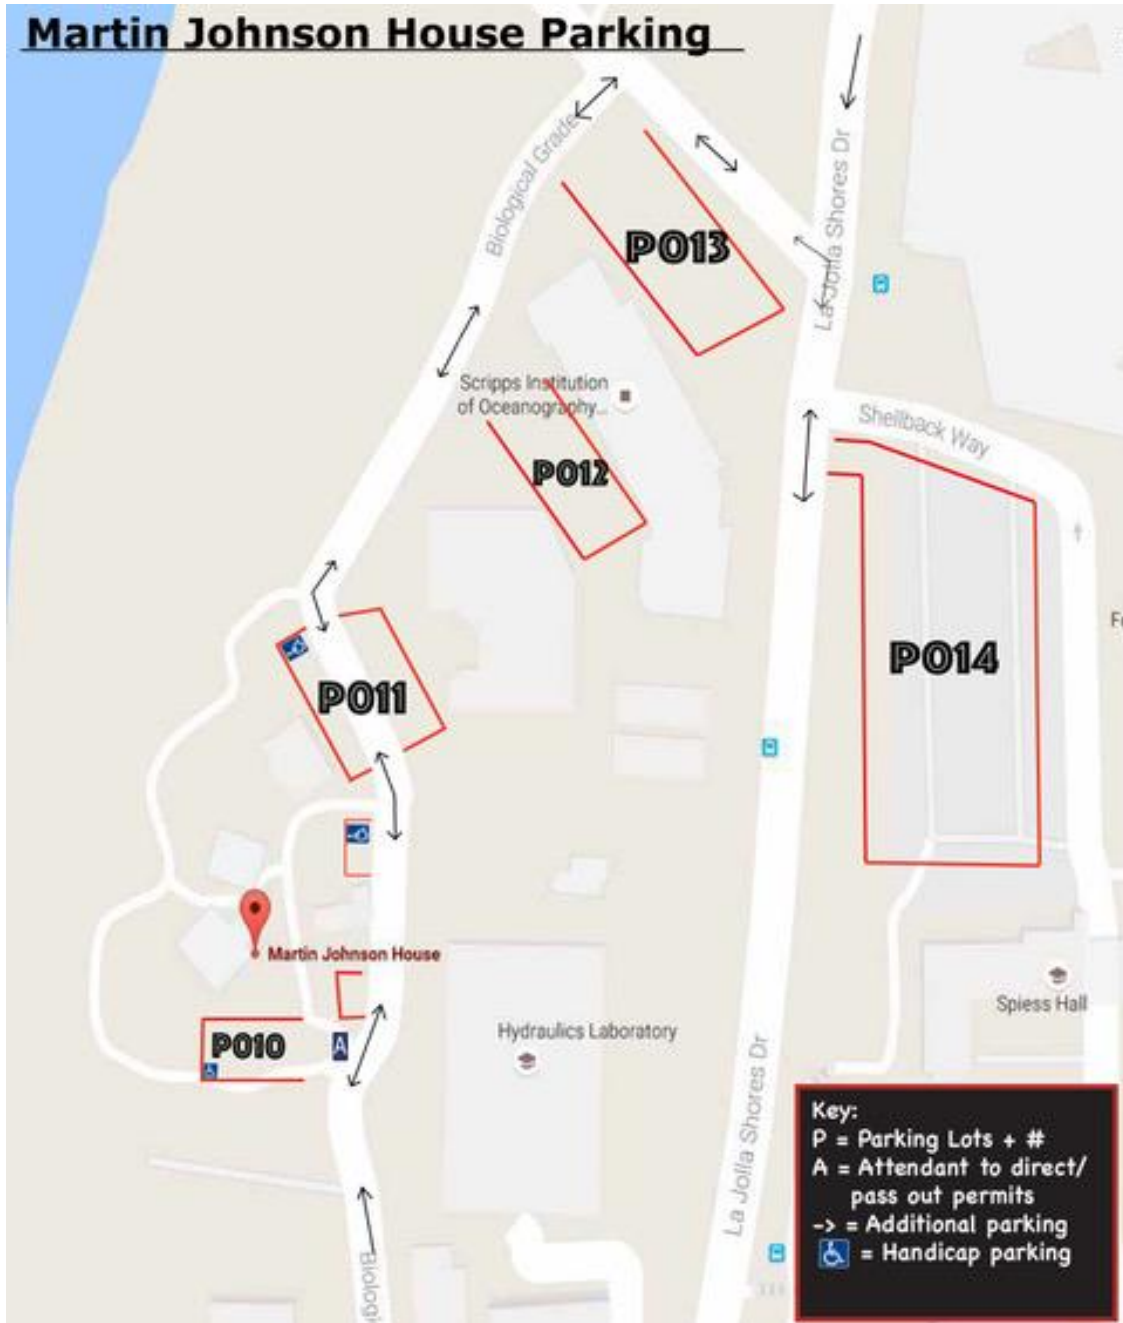 Martin Johnson House Parking
La Jolla Shores Dr
Biological Grade
P013
Scripps Institution
of Oceanography...
Shellback Way
P012
P014
P011
Martin Johnson House
Spiess Hall
P010
A
Hydraulics Laboratory
La Jolla Shores Dr
Key:
P = Parking Lots + #
A = Attendant to direct/
pass out permits
-> = Additional parking
= Handicap parking